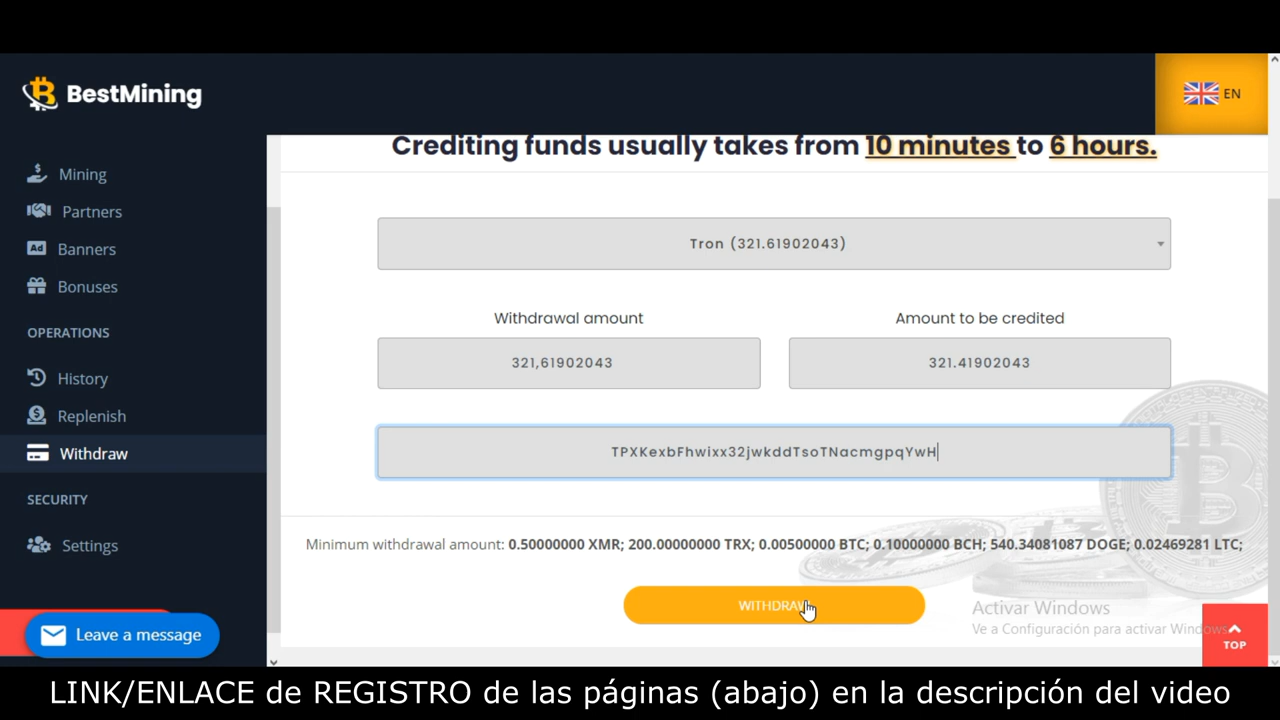 BestMining
EN
Mining
Partners
Banners
Bonuses
OPERATIONS
History
Replenish
Withdraw
SECURITY
Settings
Leave a message
Crediting funds usually takes from 10 minutes to 6 hours.
Tron (321.61902043)
Withdrawal amount
Amount to be credited
321,61902043
321.41902043
TPXKexbFhwixx32jwkddTsoTNacmgpqYwH
Minimum withdrawal amount: 0.50000000 XMR; 200.00000000 TRX; 0.00500000 BTC; 0.10000000 BCH; 540.34081087 DOGE; 0.02469281 LTC;
WITHDRAW
Activar Windows
Ve a Configuración para activar Windows.
TOP
LINK/ENLACE de REGISTRO de las páginas (abajo) en la descripción del video